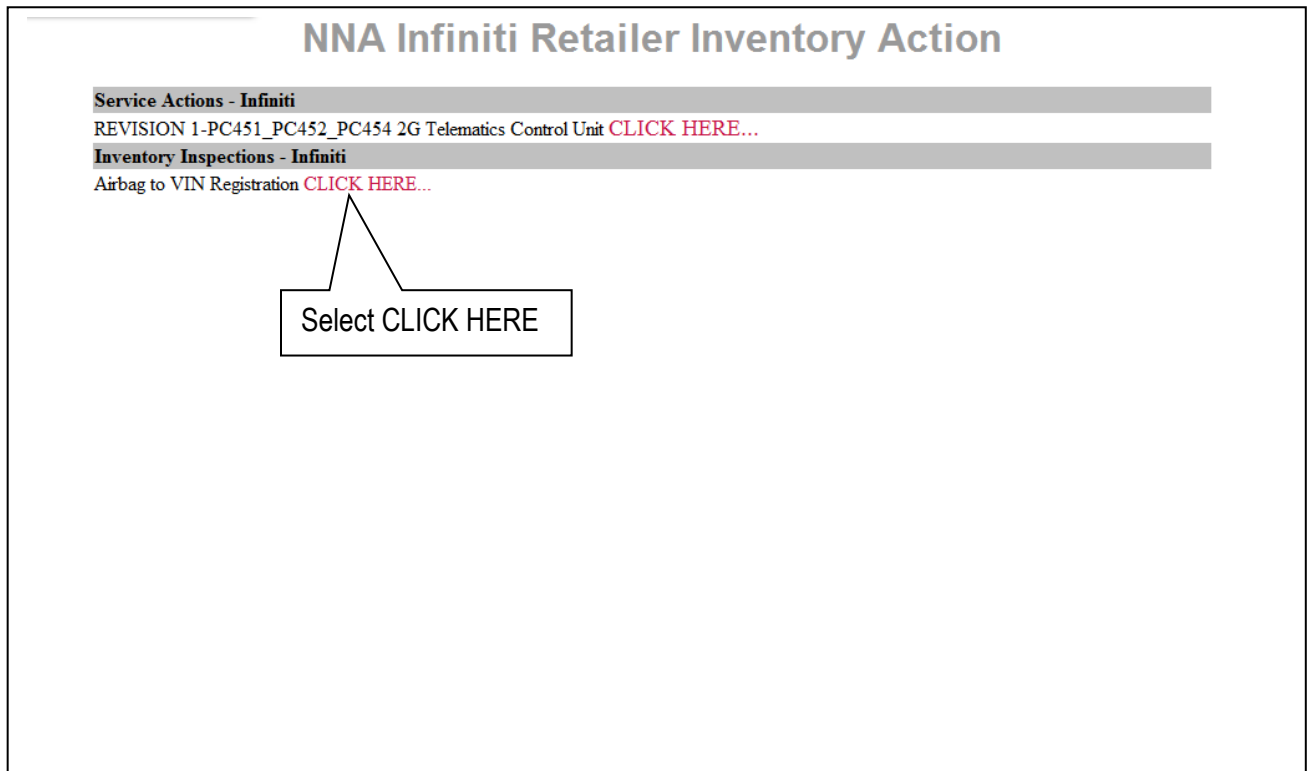 NNA Infiniti Retailer Inventory Action
Service Actions - Infiniti
REVISION 1-PC451_PC452_PC454 2G Telematics Control Unit CLICK HERE...
Inventory Inspections - Infiniti
Airbag to VIN Registration CLICK HERE...
Select CLICK HERE